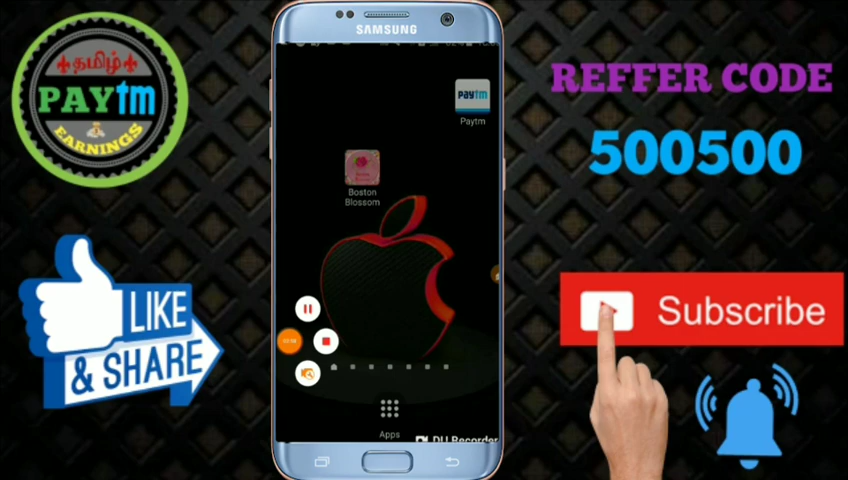 தமிழ்
PAYtm
EARNINGS
SAMSUNG
PAYtm
Paytm
Boston
Blossom
Apps
DU Recorder
REFFER CODE
500500
LIKE
& SHARE
Subscribe